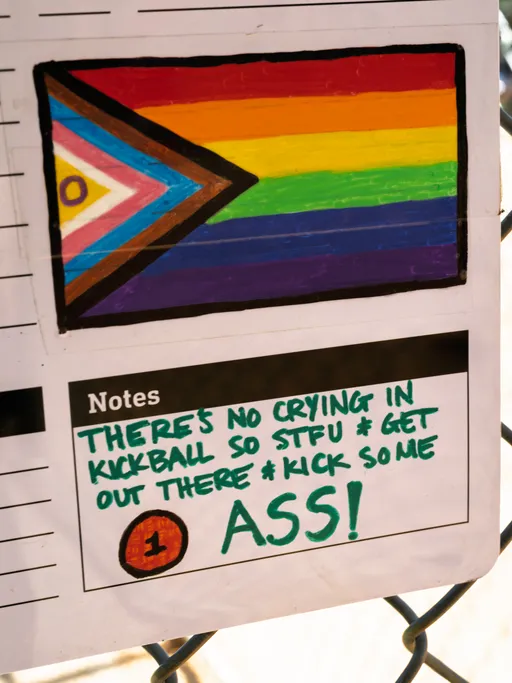 Notes
THERE'S NO CRYING IN
KICKBALL SO STFU & GET
OUT THERE & KICK SOME
ASS!
1